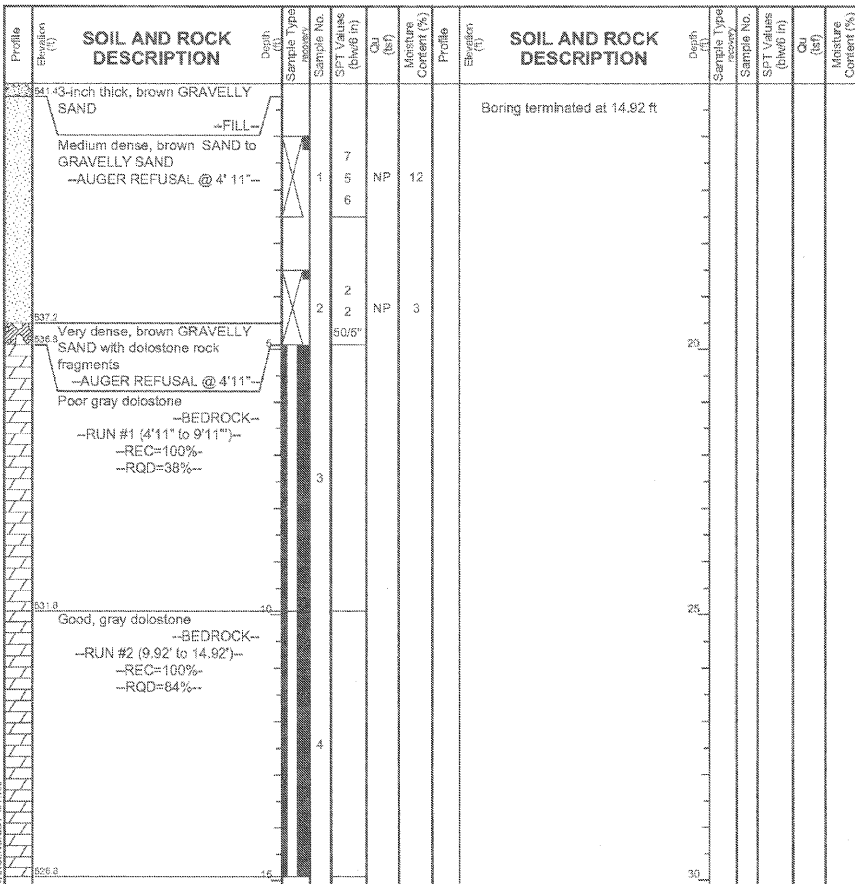 Profile
Elevation (ft)
SOIL AND ROCK DESCRIPTION
Depth (ft)
Sample Type
recovery
Sample No.
SPT Values (blw/6 in)
Qu (tsf)
Moisture Content (%)
Profile
Elevation (ft)
SOIL AND ROCK DESCRIPTION
Depth (ft)
Sample Type
recovery
Sample No.
SPT Values (blw/6 in)
Qu (tsf)
Moisture Content (%)
541.4 3-inch thick, brown GRAVELLY
SAND
--FILL--
Medium dense, brown SAND to
GRAVELLY SAND
--AUGER REFUSAL @ 4' 11"--
1
7
5
6
NP
12
2
2
2
50/5"
NP
3
537.2
Very dense, brown GRAVELLY
536.8
SAND with dolostone rock
fragments
--AUGER REFUSAL @ 4'11"--
5
Poor gray dolostone
--BEDROCK--
--RUN #1 (4'11" to 9'11"")--
--REC=100%-
--RQD=38%--
3
531.8
10
Good, gray dolostone
--BEDROCK--
--RUN #2 (9.92' to 14.92')--
--REC=100%-
--RQD=84%--
4
526.8
15
Boring terminated at 14.92 ft
20
25
30